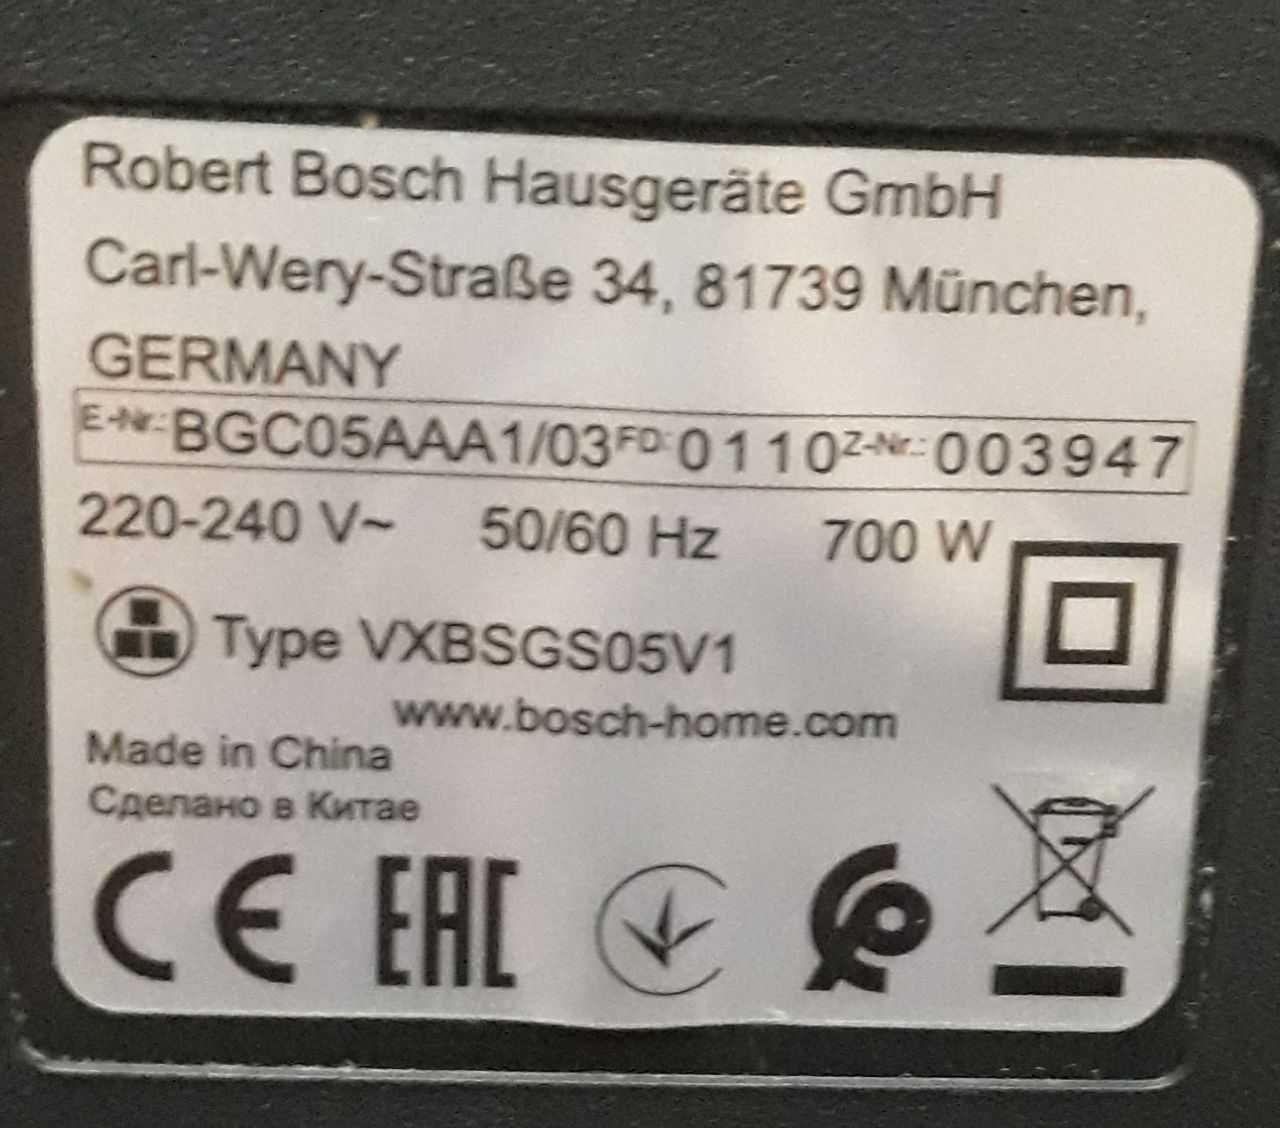 Robert Bosch Hausgeräte GmbH
Carl-Wery-Straße 34, 81739 München,
GERMANY
E-Nr.: BGC05AAA1/03 FD: 0110 Z-Nr.: 003947
220-240 V~ 50/60 Hz 700 W
Type VXBSGS05V1
www.bosch-home.com
Made in China
Сделано в Китае
CE EAC